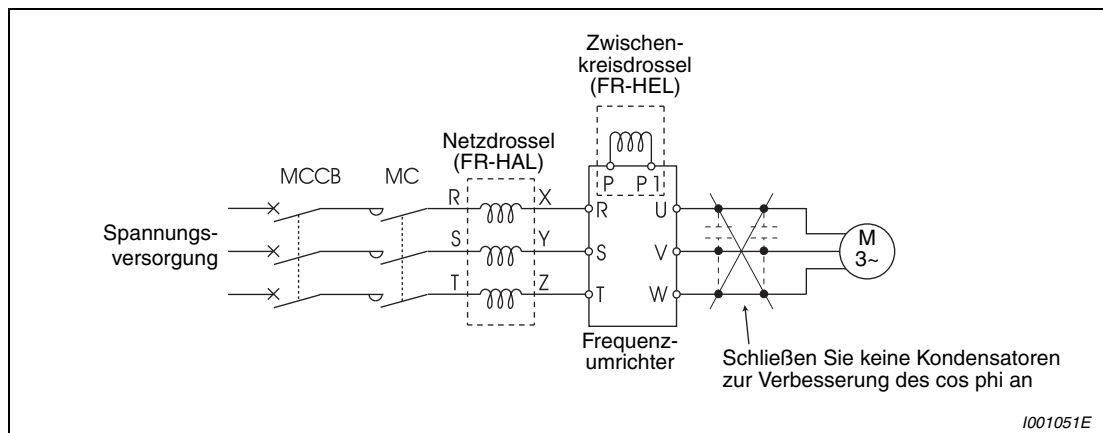 Zwischen-
kreisdrossel
(FR-HEL)
Netzdrossel
(FR-HAL)
MCCB
MC
P P1
R X R U
S Y S V
T Z T W
Spannungs-
versorgung
M
3~
Frequenz-
umrichter
Schließen Sie keine Kondensatoren
zur Verbesserung des cos phi an
I001051E